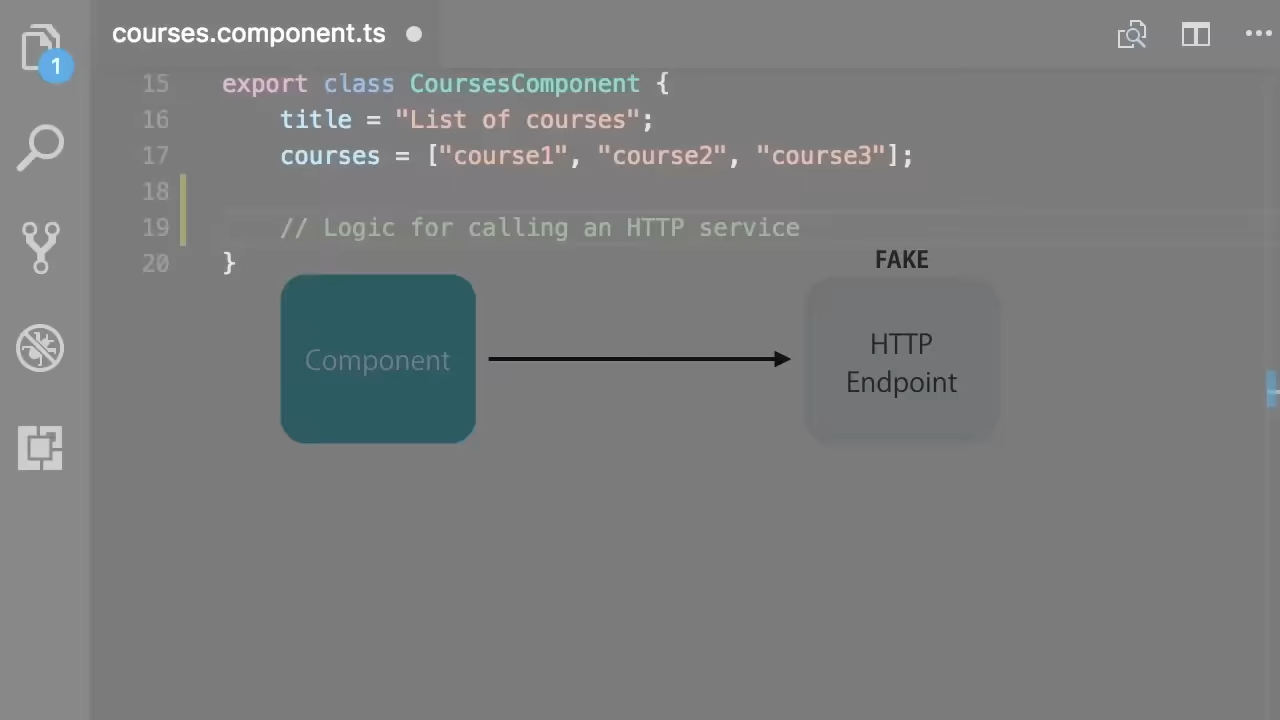 courses.component.ts
1
15 export class CoursesComponent {
16 title = "List of courses";
17 courses = ["course1", "course2", "course3"];
18
19 // Logic for calling an HTTP service
20 }
FAKE
Component
HTTP
Endpoint